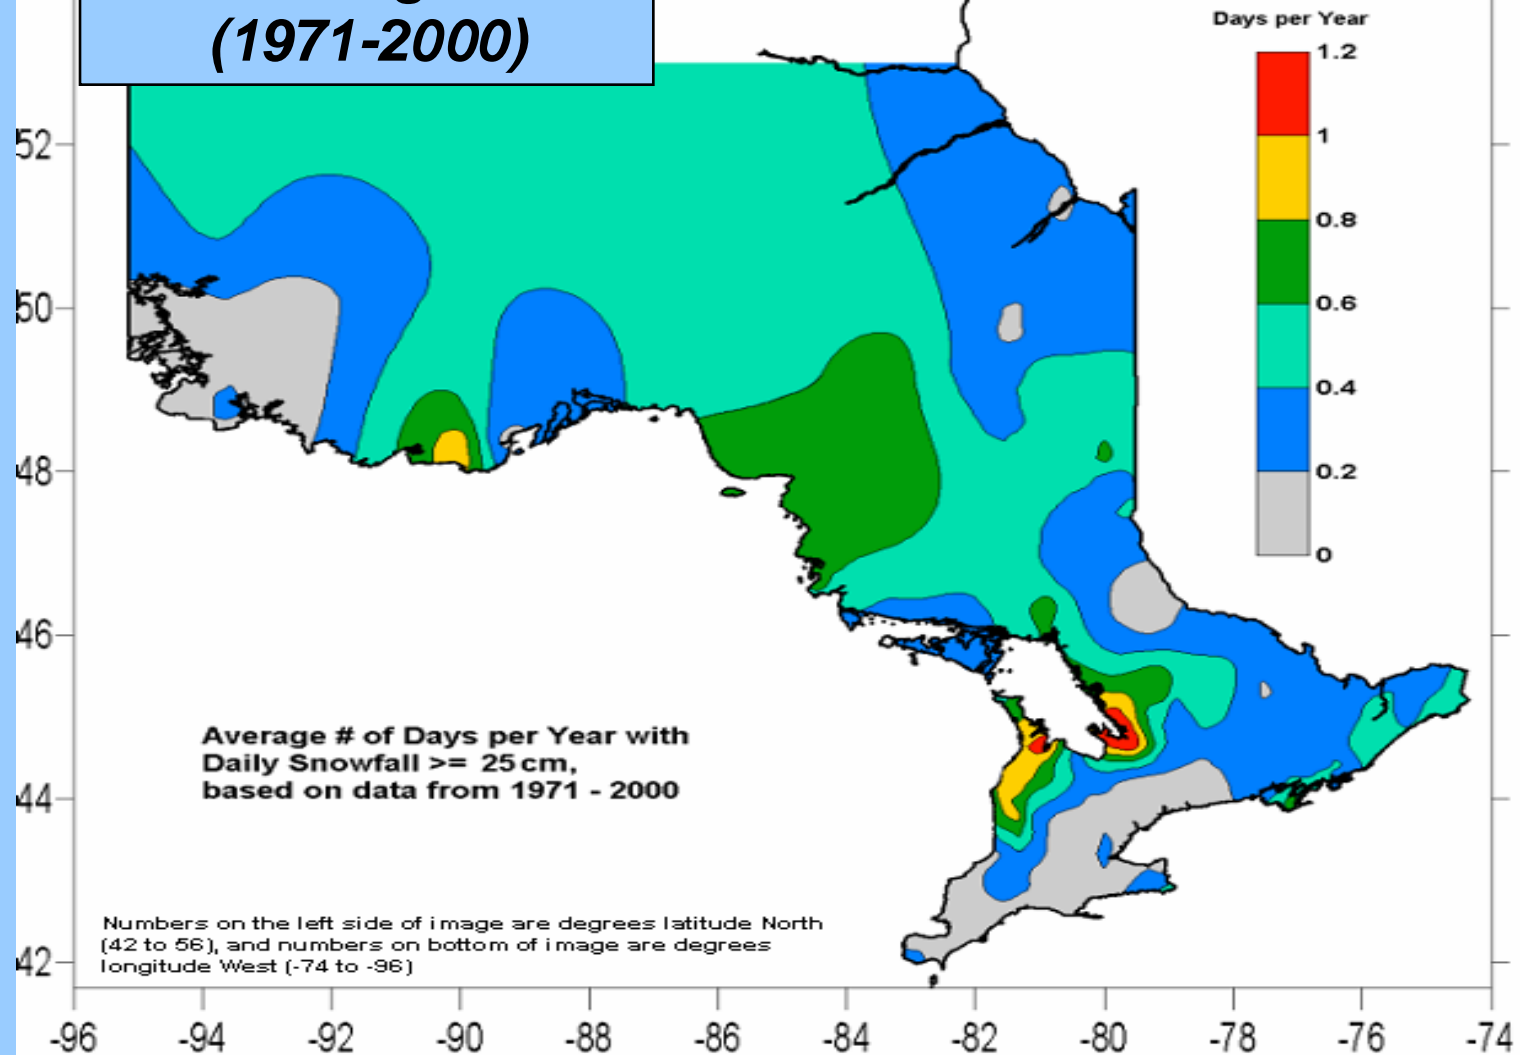 (1971-2000)
Days per Year
1.2
1
0.8
0.6
0.4
0.2
0
52
50
48
46
44
42
Average # of Days per Year with
Daily Snowfall >= 25 cm,
based on data from 1971 - 2000
Numbers on the left side of image are degrees latitude North
(42 to 56), and numbers on bottom of image are degrees
longitude West (-74 to -96)
-96 -94 -92 -90 -88 -86 -84 -82 -80 -78 -76 -74